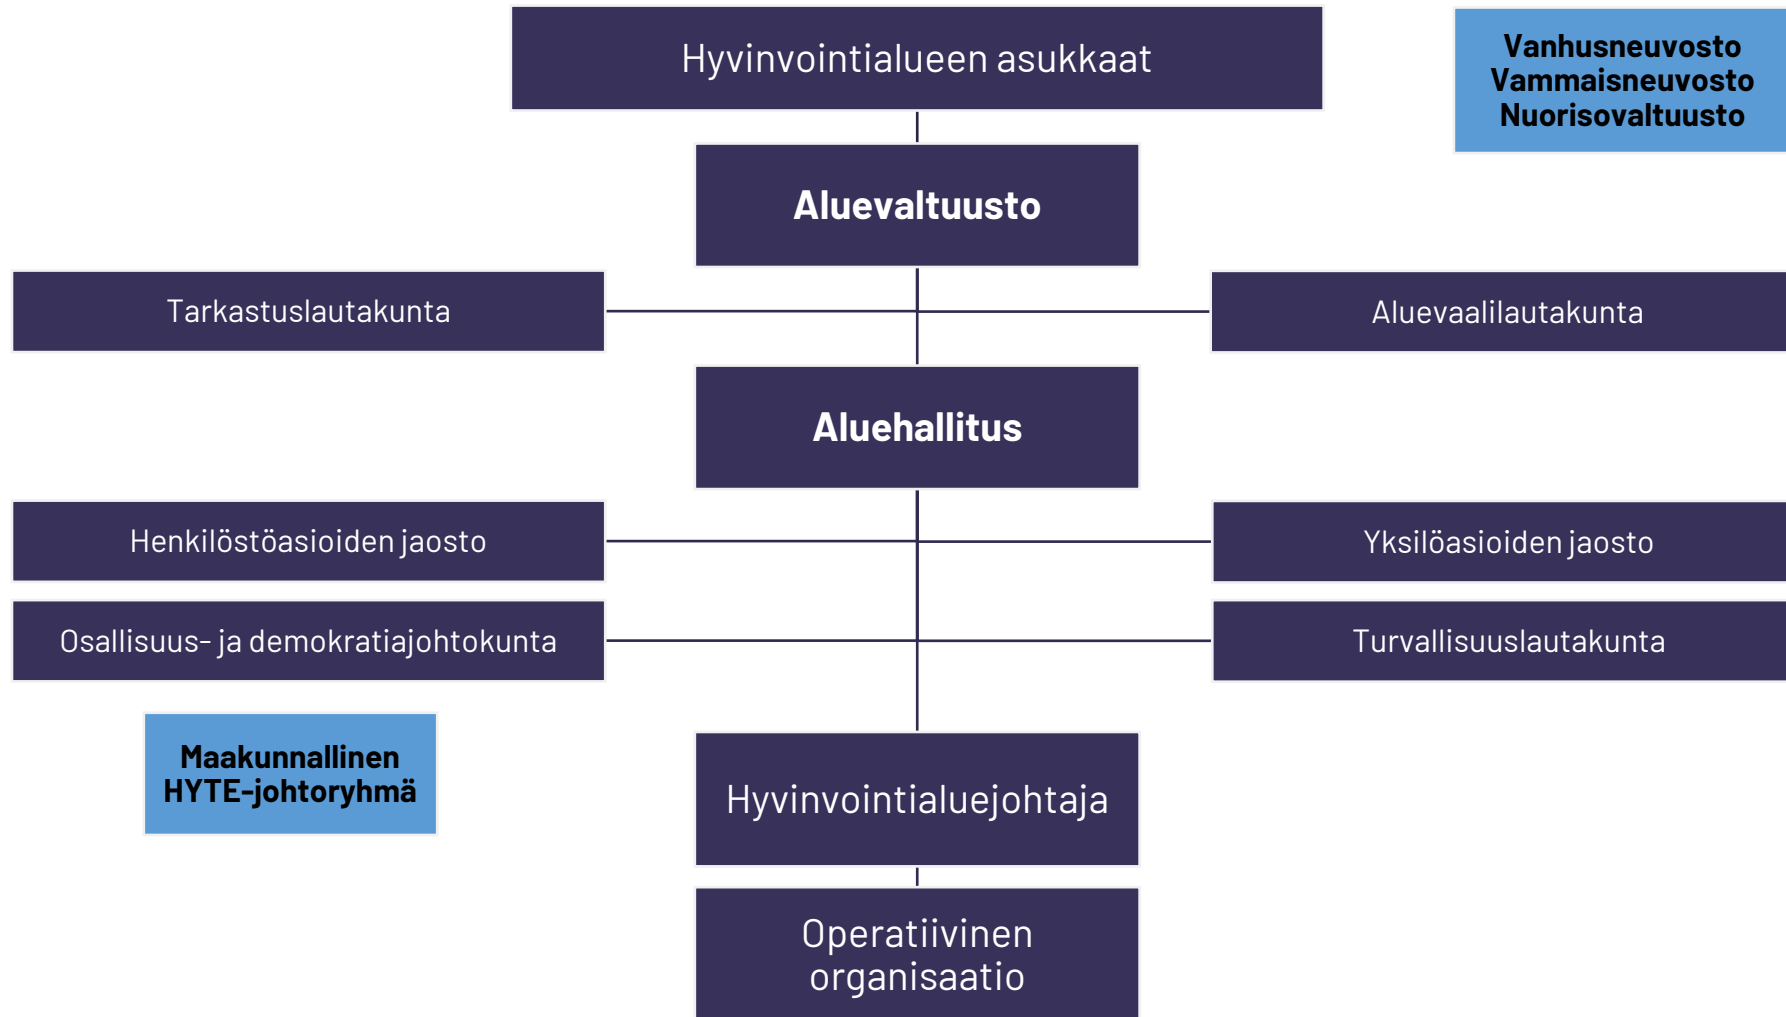 Hyvinvointialueen asukkaat
Vanhusneuvosto
Vammaisneuvosto
Nuorisovaltuusto
Aluevaltuusto
Tarkastuslautakunta
Aluevaalilautakunta
Aluehallitus
Henkilöstöasioiden jaosto
Yksilöasioiden jaosto
Osallisuus- ja demokratiajohtokunta
Turvallisuuslautakunta
Maakunnallinen
HYTE-johtoryhmä
Hyvinvointialuejohtaja
Operatiivinen
organisaatio